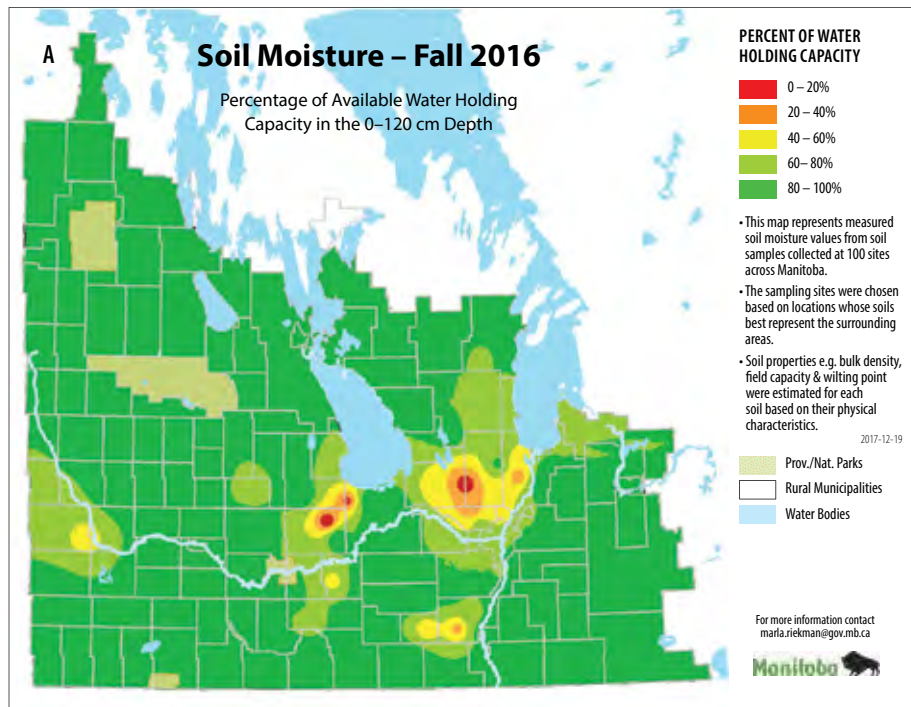 A
Soil Moisture – Fall 2016
Percentage of Available Water Holding
Capacity in the 0–120 cm Depth
PERCENT OF WATER
HOLDING CAPACITY
0 – 20%
20 – 40%
40 – 60%
60– 80%
80 – 100%
• This map represents measured
soil moisture values from soil
samples collected at 100 sites
across Manitoba.
• The sampling sites were chosen
based on locations whose soils
best represent the surrounding
areas.
• Soil properties e.g. bulk density,
field capacity & wilting point
were estimated for each
soil based on their physical
characteristics.
2017-12-19
Prov./Nat. Parks
Rural Municipalities
Water Bodies
For more information contact
marla.riekman@gov.mb.ca
Manitoba